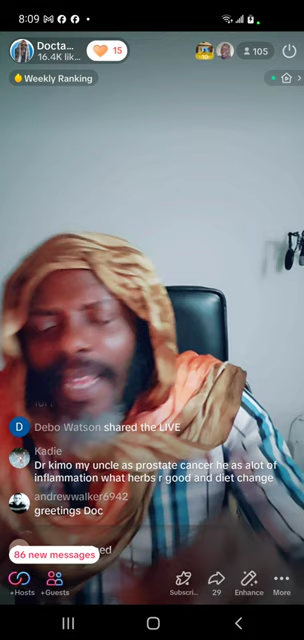 8:09
Docta...
16.4K lik...
15
10
105
Weekly Ranking
D
Debo Watson shared the LIVE
Kadie
Dr kimo my uncle as prostate cancer he as alot of
inflammation what herbs r good and diet change
andrewwalker6942
greetings Doc
86 new messages
+Hosts
+Guests
Subscri...
29
Enhance
More